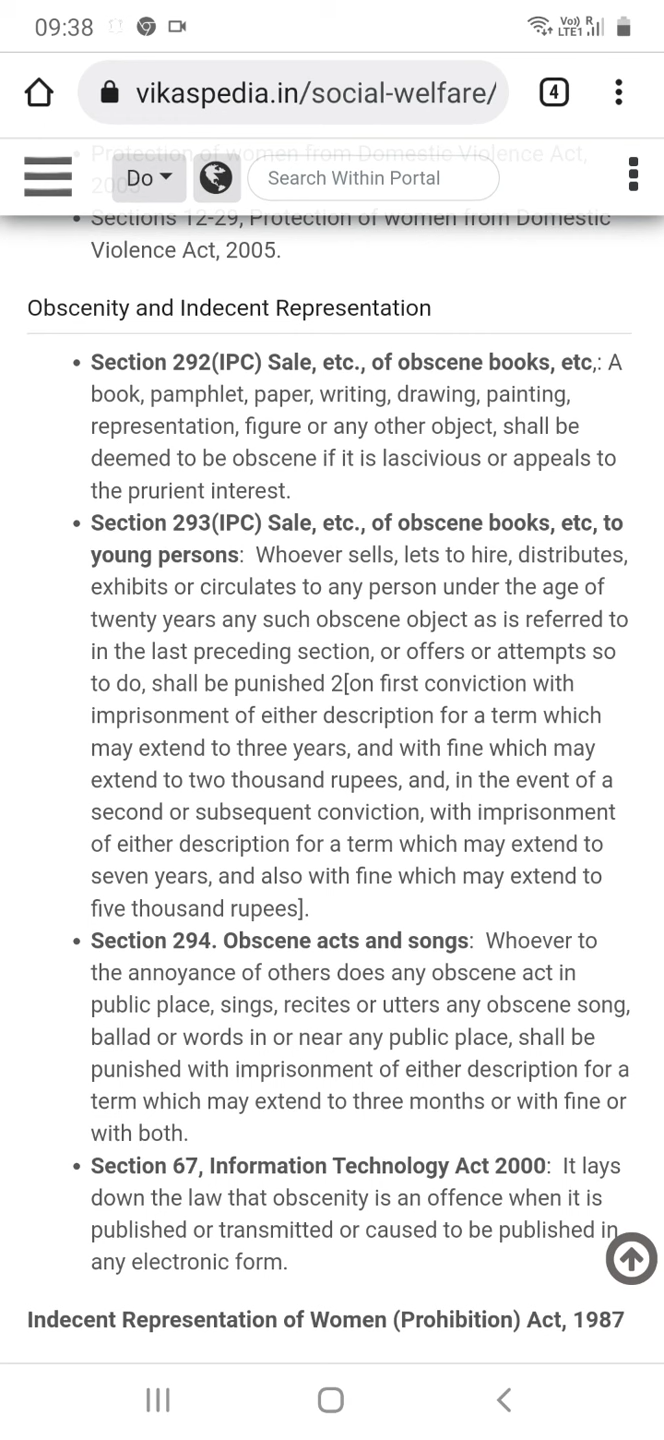 09:38
Vo)) R
LTE1
vikaspedia.in/social-welfare/
4
Protection of women from Domestic Violence Act,
2005
Do
Search Within Portal
• Sections 12-29, Protection of women from Domestic
Violence Act, 2005.
Obscenity and Indecent Representation
• Section 292(IPC) Sale, etc., of obscene books, etc,: A
book, pamphlet, paper, writing, drawing, painting,
representation, figure or any other object, shall be
deemed to be obscene if it is lascivious or appeals to
the prurient interest.
• Section 293(IPC) Sale, etc., of obscene books, etc, to
young persons:  Whoever sells, lets to hire, distributes,
exhibits or circulates to any person under the age of
twenty years any such obscene object as is referred to
in the last preceding section, or offers or attempts so
to do, shall be punished 2[on first conviction with
imprisonment of either description for a term which
may extend to three years, and with fine which may
extend to two thousand rupees, and, in the event of a
second or subsequent conviction, with imprisonment
of either description for a term which may extend to
seven years, and also with fine which may extend to
five thousand rupees].
• Section 294. Obscene acts and songs:  Whoever to
the annoyance of others does any obscene act in
public place, sings, recites or utters any obscene song,
ballad or words in or near any public place, shall be
punished with imprisonment of either description for a
term which may extend to three months or with fine or
with both.
• Section 67, Information Technology Act 2000:  It lays
down the law that obscenity is an offence when it is
published or transmitted or caused to be published in
any electronic form.
Indecent Representation of Women (Prohibition) Act, 1987